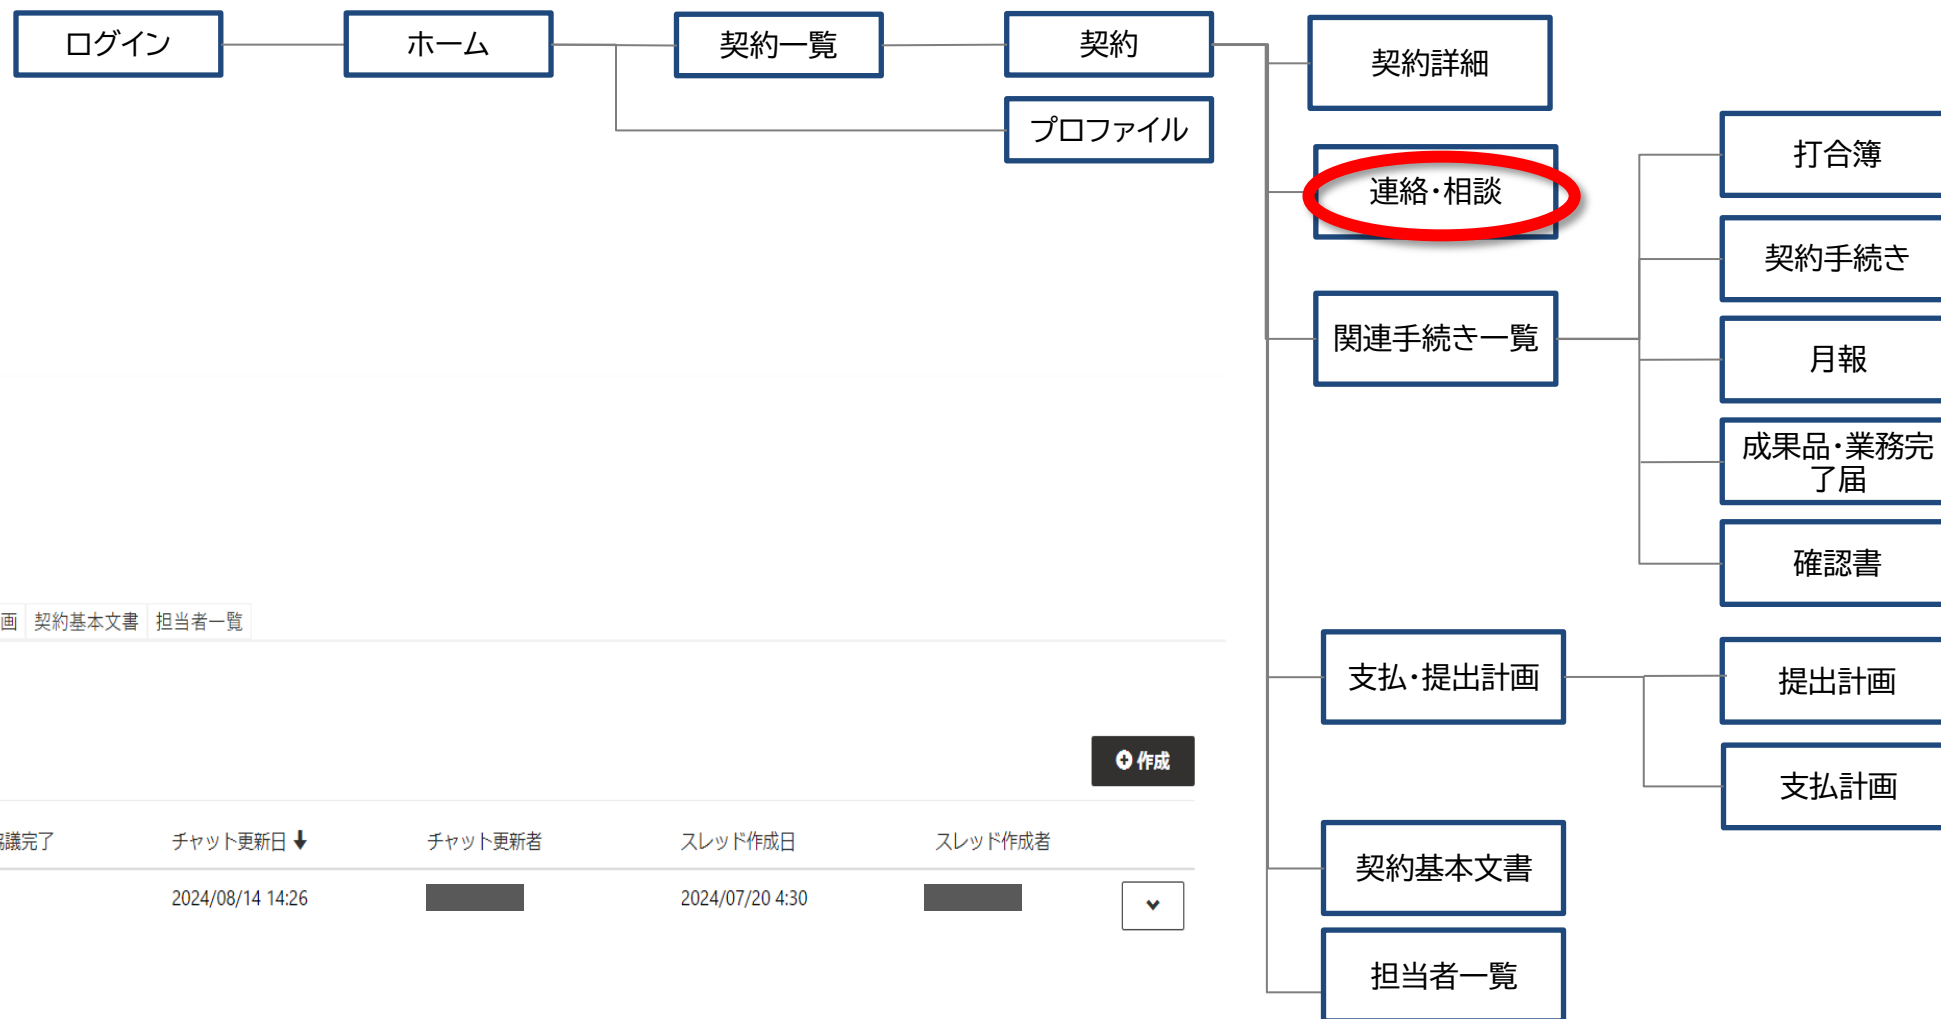 ログイン
ホーム
契約一覧
契約
プロファイル
契約詳細
連絡・相談
関連手続き一覧
打合簿
契約手続き
月報
成果品・業務完
了届
確認書
支払・提出計画
提出計画
支払計画
契約基本文書
担当者一覧
画 契約基本文書 担当者一覧
作成
議完了 チャット更新日 チャット更新者 スレッド作成日 スレッド作成者
2024/08/14 14:26 2024/07/20 4:30